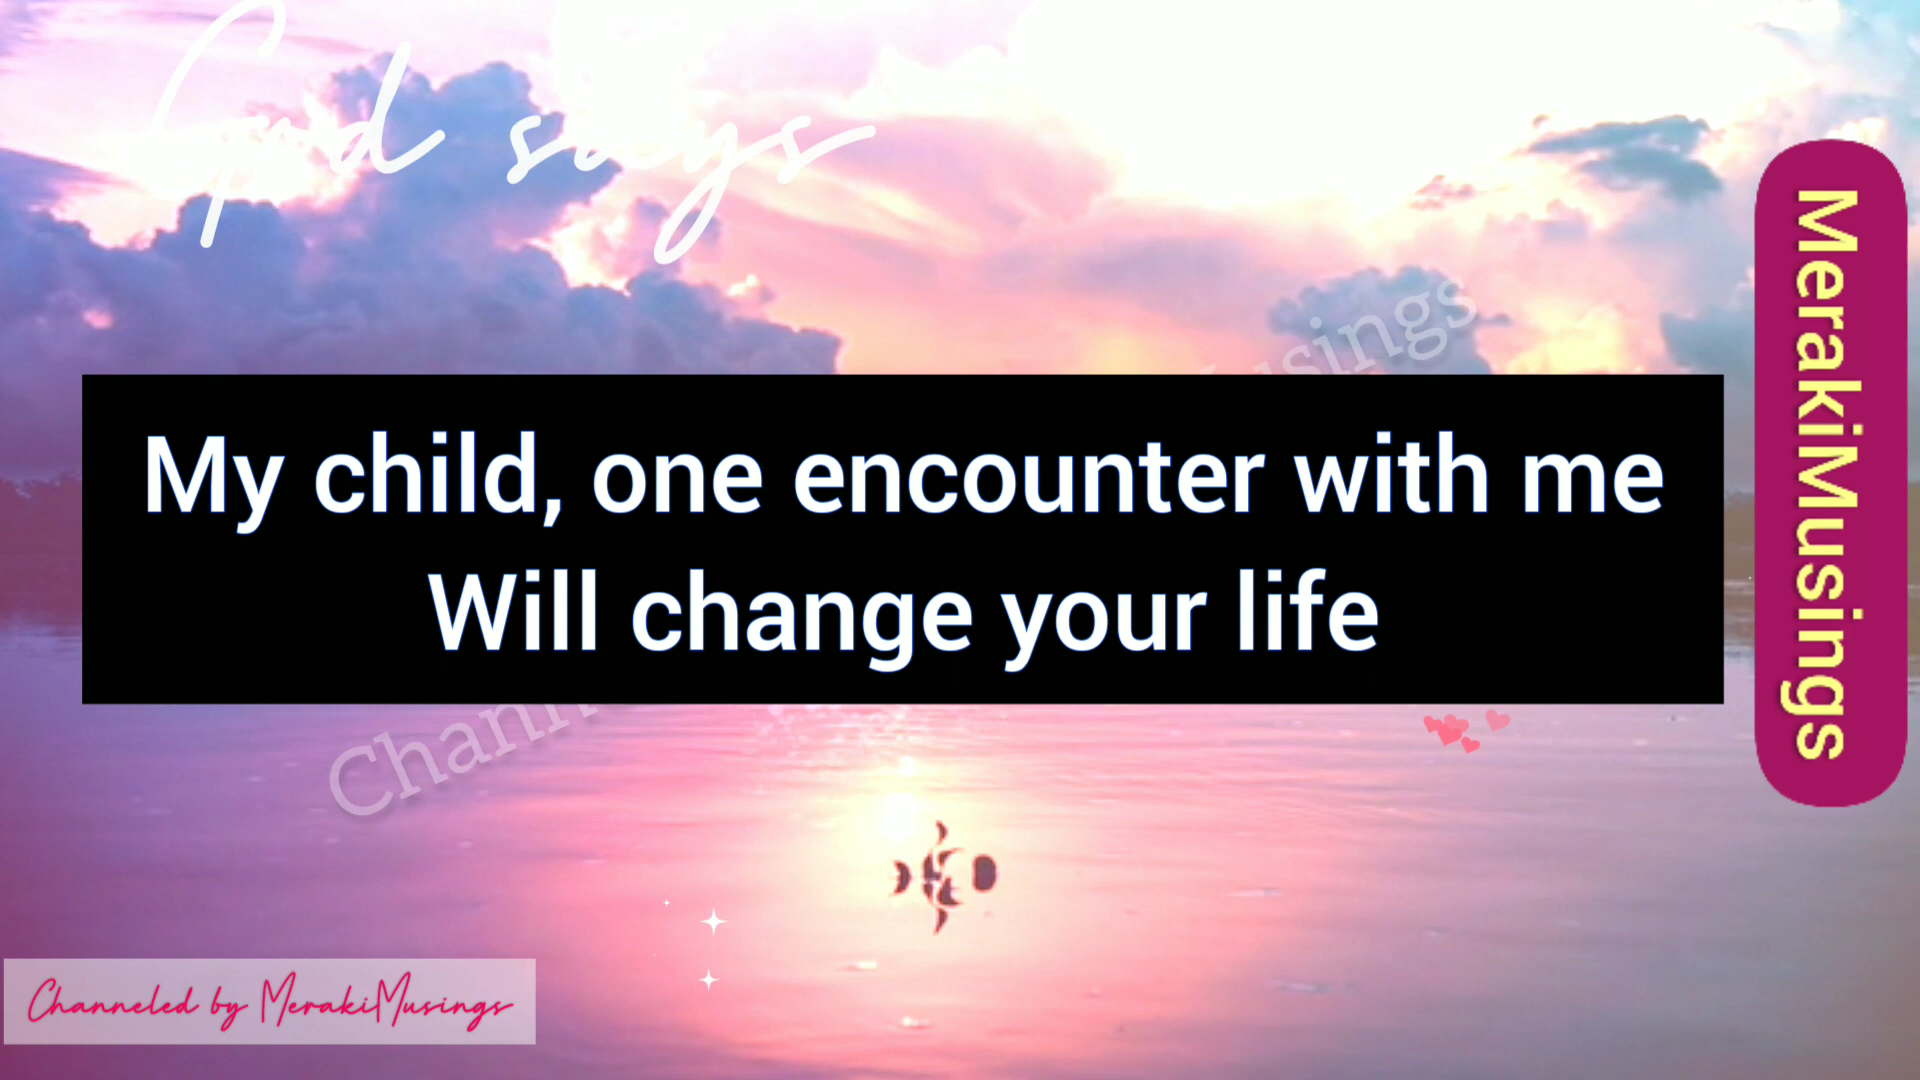 God says
My child, one encounter with me
Will change your life
MerakiMusings
Channeled by MerakiMusings